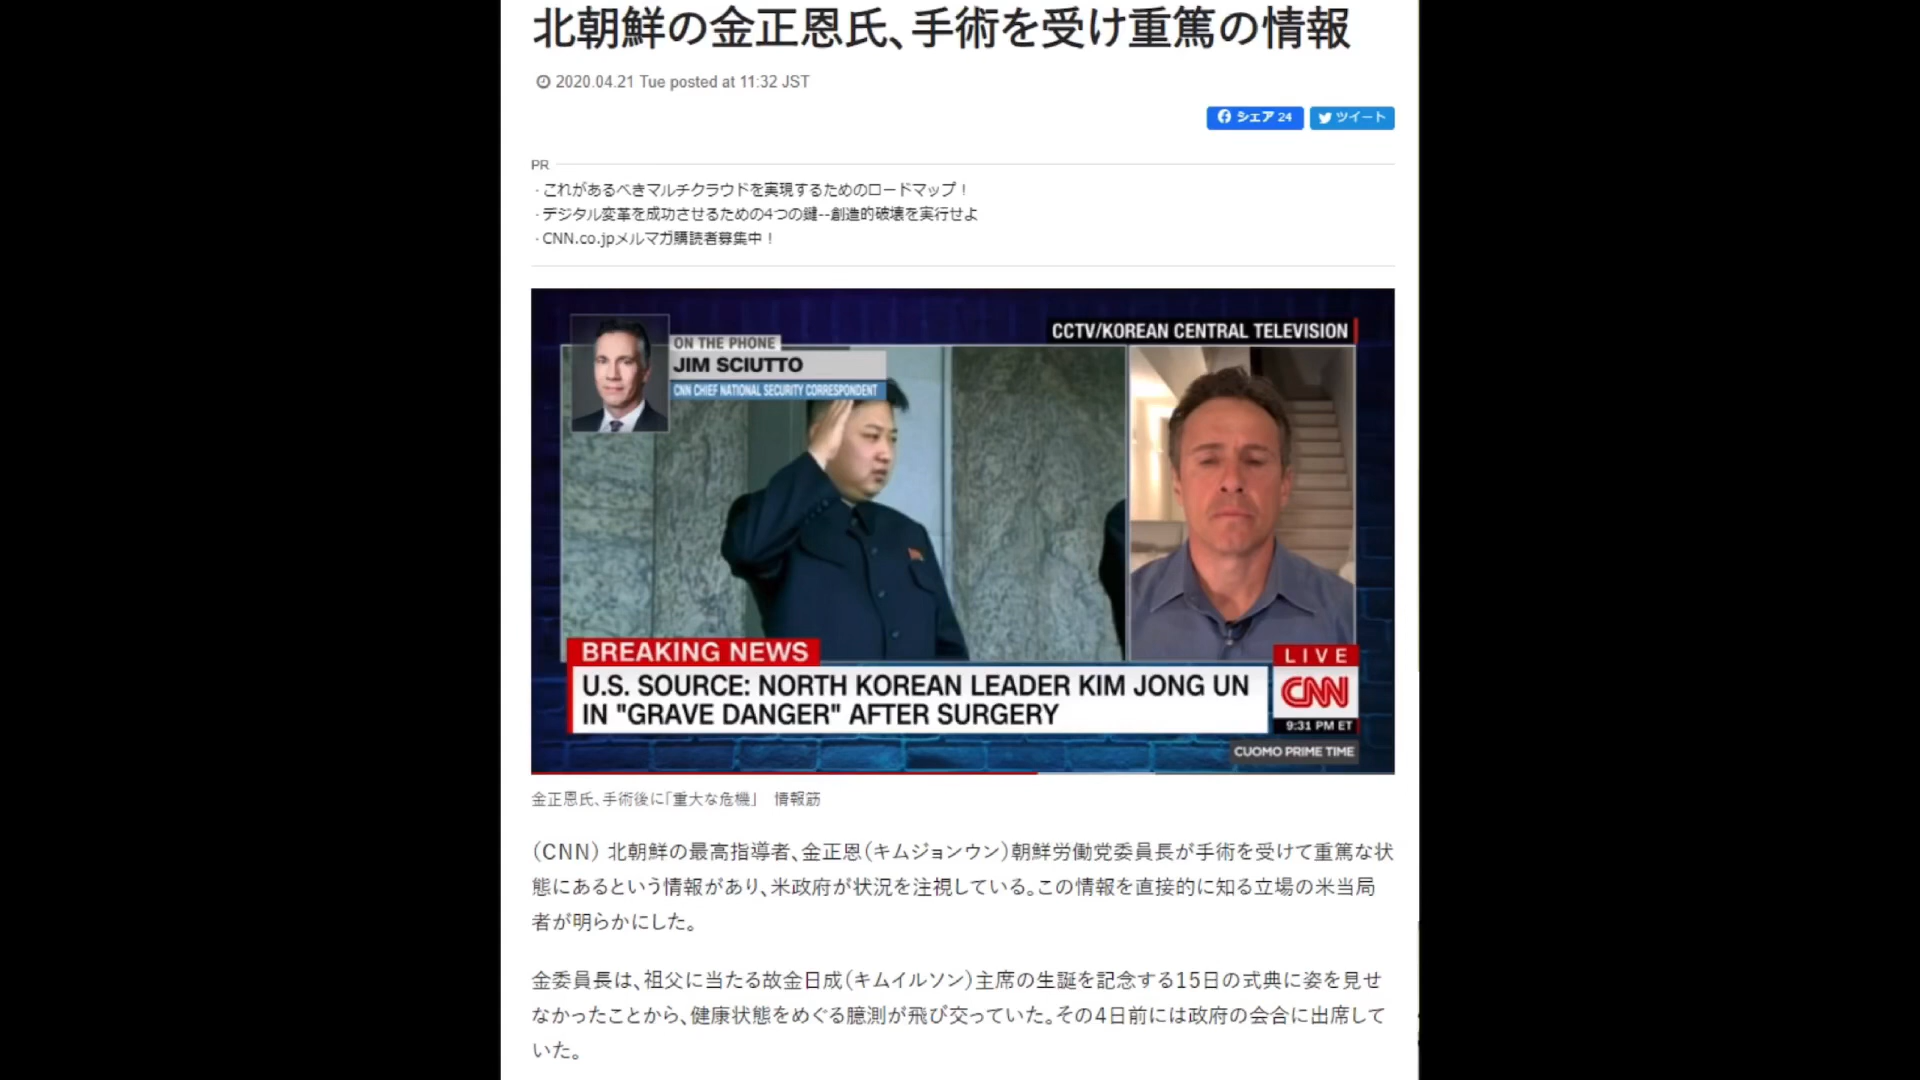 北朝鮮の金正恩氏、手術を受け重篤の情報
2020.04.21 Tue posted at 11:32 JST
シェア 24
ツイート
PR
・これがあるべきマルチクラウドを実現するためのロードマップ！
・デジタル変革を成功させるための4つの鍵--創造的破壊を実行せよ
・CNN.co.jpメルマガ購読者募集中！
CCTV/KOREAN CENTRAL TELEVISION
ON THE PHONE
JIM SCIUTTO
CNN CHIEF NATIONAL SECURITY CORRESPONDENT
BREAKING NEWS
U.S. SOURCE: NORTH KOREAN LEADER KIM JONG UN
IN "GRAVE DANGER" AFTER SURGERY
LIVE
CNN
9:31 PM ET
CUOMO PRIME TIME
金正恩氏、手術後に「重大な危機」　情報筋
（ＣＮＮ） 北朝鮮の最高指導者、金正恩（キムジョンウン）朝鮮労働党委員長が手術を受けて重篤な状
態にあるという情報があり、米政府が状況を注視している。この情報を直接的に知る立場の米当局
者が明らかにした。
金委員長は、祖父に当たる故金日成（キムイルソン）主席の生誕を記念する15日の式典に姿を見せ
なかったことから、健康状態をめぐる臆測が飛び交っていた。その4日前には政府の会合に出席して
いた。